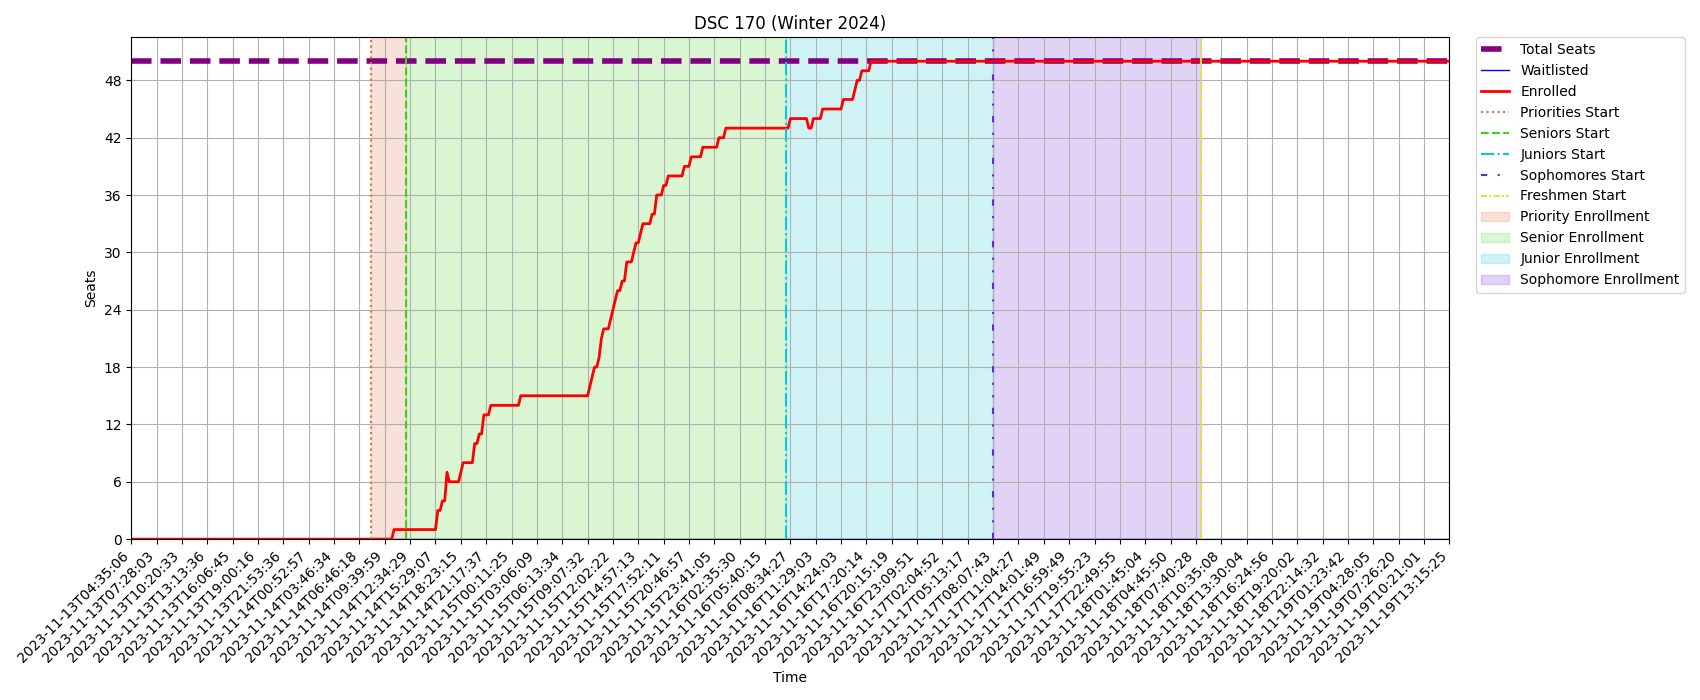 DSC 170 (Winter 2024)
Total Seats
Waitlisted
Enrolled
Priorities Start
Seniors Start
Juniors Start
Sophomores Start
Freshmen Start
Priority Enrollment
Senior Enrollment
Junior Enrollment
Sophomore Enrollment
Seats
48
42
36
30
24
18
12
6
0
2023-11-13T04:35:06
2023-11-13T07:28:03
2023-11-13T10:20:33
2023-11-13T13:13:36
2023-11-13T16:06:45
2023-11-13T19:00:16
2023-11-13T21:53:36
2023-11-14T00:52:57
2023-11-14T03:46:34
2023-11-14T06:46:18
2023-11-14T09:39:59
2023-11-14T12:34:29
2023-11-14T15:29:07
2023-11-14T18:23:15
2023-11-14T21:17:37
2023-11-15T00:11:25
2023-11-15T03:06:09
2023-11-15T06:13:34
2023-11-15T09:07:32
2023-11-15T12:02:22
2023-11-15T14:57:13
2023-11-15T17:52:11
2023-11-15T20:46:57
2023-11-15T23:41:05
2023-11-16T02:35:30
2023-11-16T05:40:15
2023-11-16T08:34:27
2023-11-16T11:29:03
2023-11-16T14:24:03
2023-11-16T17:20:14
2023-11-16T20:15:19
2023-11-16T23:09:51
2023-11-17T02:04:52
2023-11-17T05:13:17
2023-11-17T08:07:43
2023-11-17T11:04:27
2023-11-17T14:01:49
2023-11-17T16:59:49
2023-11-17T19:55:23
2023-11-17T22:49:55
2023-11-18T01:45:04
2023-11-18T04:45:50
2023-11-18T07:40:28
2023-11-18T10:35:08
2023-11-18T13:30:04
2023-11-18T16:24:56
2023-11-18T19:20:02
2023-11-18T22:14:32
2023-11-19T01:23:42
2023-11-19T04:28:05
2023-11-19T07:26:20
2023-11-19T10:21:01
2023-11-19T13:15:25
Time